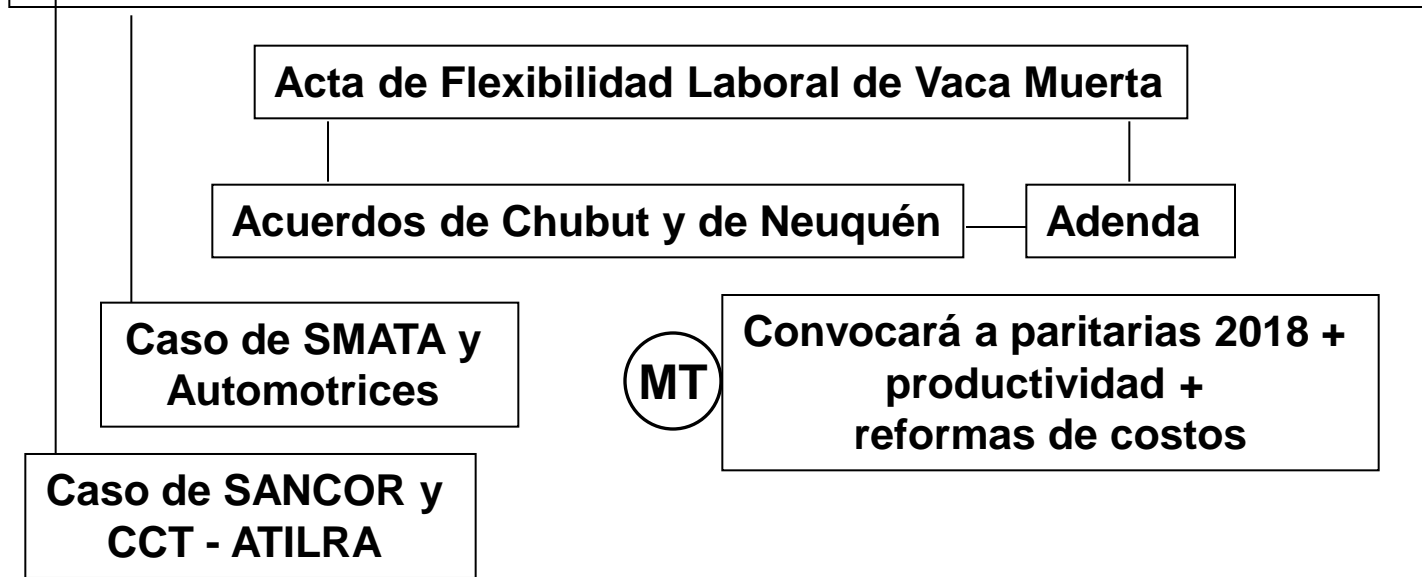 Acta de Flexibilidad Laboral de Vaca Muerta
Acuerdos de Chubut y de Neuquén
Adenda
Caso de SMATA y
Automotrices
MT
Convocará a paritarias 2018 +
productividad +
reformas de costos
Caso de SANCOR y
CCT - ATILRA